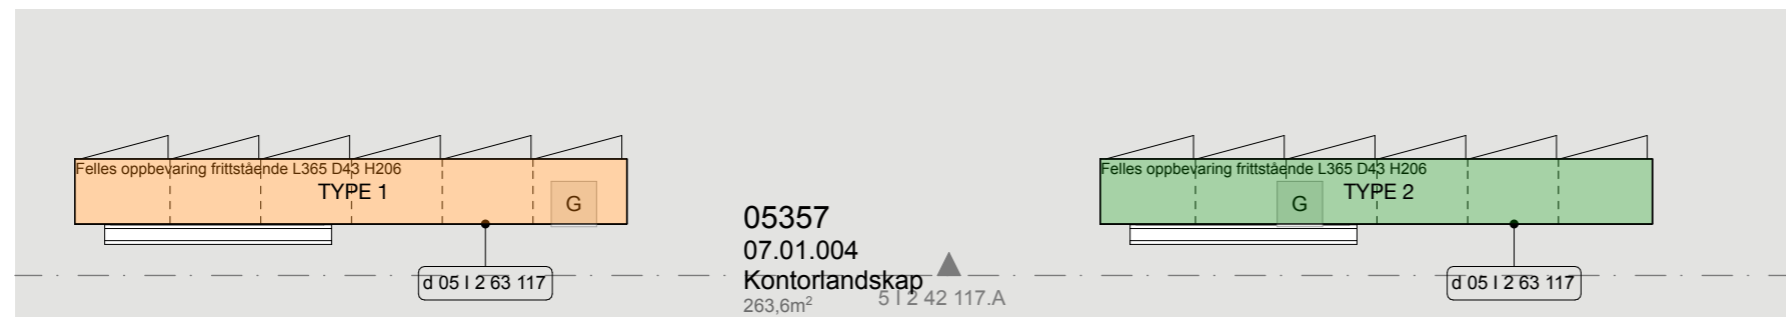 Felles oppbevaring frittstående L365 D43 H206
TYPE 1
G
d 05 I 2 63 117
05357
07.01.004
Kontorlandskap
263,6m²
5 I 2 42 117.A
Felles oppbevaring frittstående L365 D43 H206
TYPE 2
G
d 05 I 2 63 117